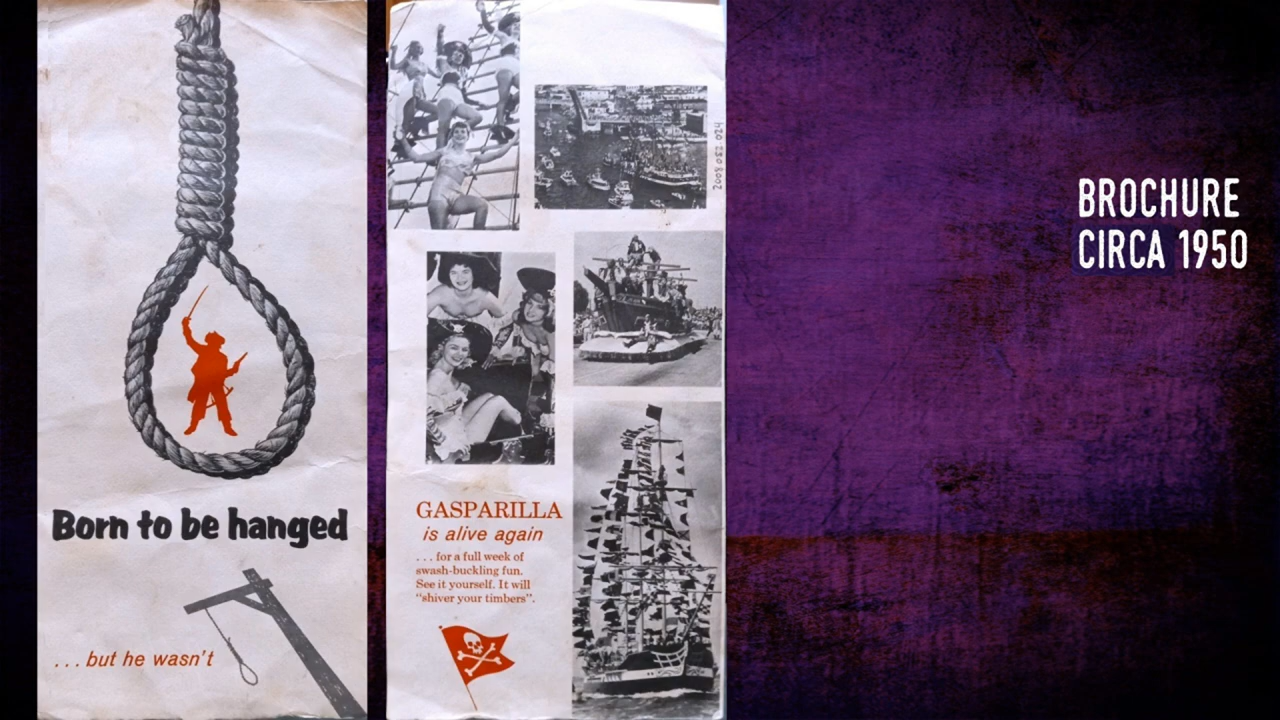 Born to be hanged
. . . but he wasn't
2008 052 024
GASPARILLA
is alive again
. . . for a full week of
swash-buckling fun.
See it yourself. It will
"shiver your timbers".
BROCHURE
CIRCA 1950